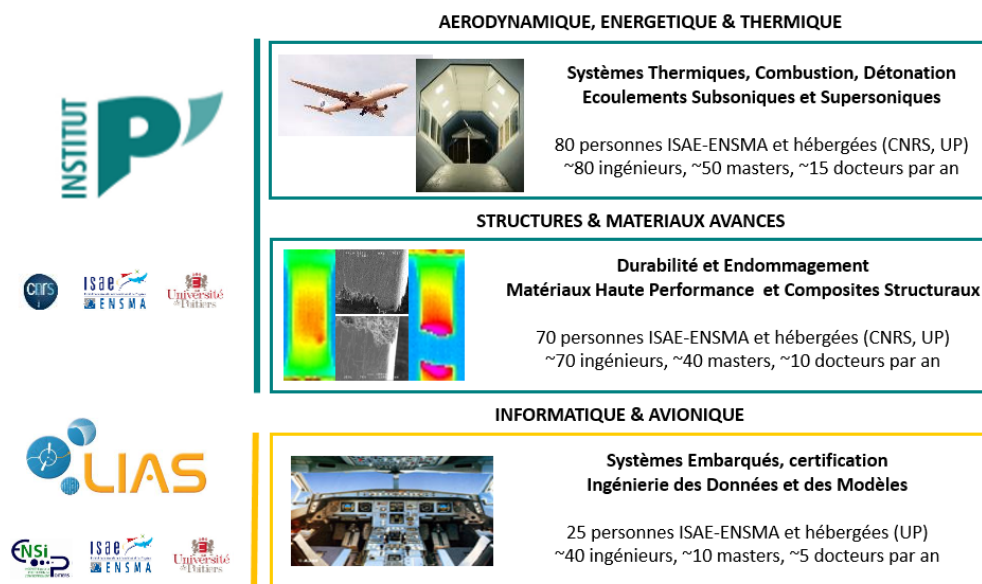 AERODYNAMIQUE, ENERGETIQUE & THERMIQUE
INSTITUT
P'
Systèmes Thermiques, Combustion, Détonation
Ecoulements Subsoniques et Supersoniques
80 personnes ISAE-ENSMA et hébergées (CNRS, UP)
~80 ingénieurs, ~50 masters, ~15 docteurs par an
STRUCTURES & MATERIAUX AVANCES
cnrs
isae
ENSMA
Université
de Poitiers
Durabilité et Endommagement
Matériaux Haute Performance et Composites Structuraux
70 personnes ISAE-ENSMA et hébergées (CNRS, UP)
~70 ingénieurs, ~40 masters, ~10 docteurs par an
INFORMATIQUE & AVIONIQUE
LIAS
Systèmes Embarqués, certification
Ingénierie des Données et des Modèles
25 personnes ISAE-ENSMA et hébergées (UP)
~40 ingénieurs, ~10 masters, ~5 docteurs par an
ENSi
Poitiers
isae
ENSMA
Université
de Poitiers